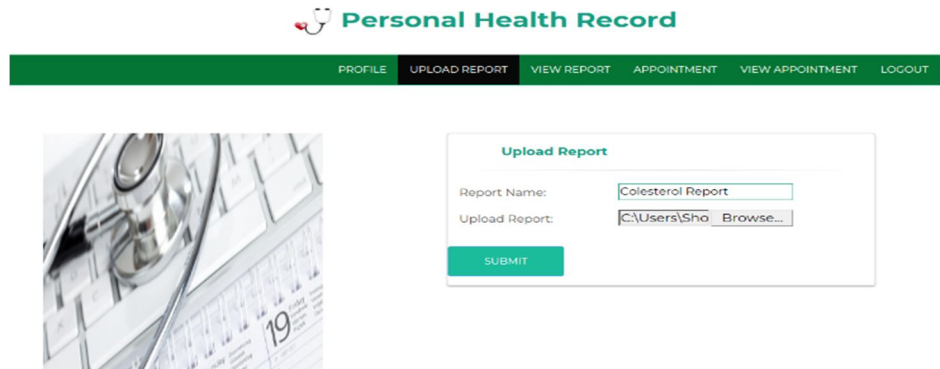 Personal Health Record
PROFILE UPLOAD REPORT VIEW REPORT APPOINTMENT VIEW APPOINTMENT LOGOUT
Upload Report
Report Name: Colesterol Report
Upload Report: C:\Users\Sho Browse...
SUBMIT
19